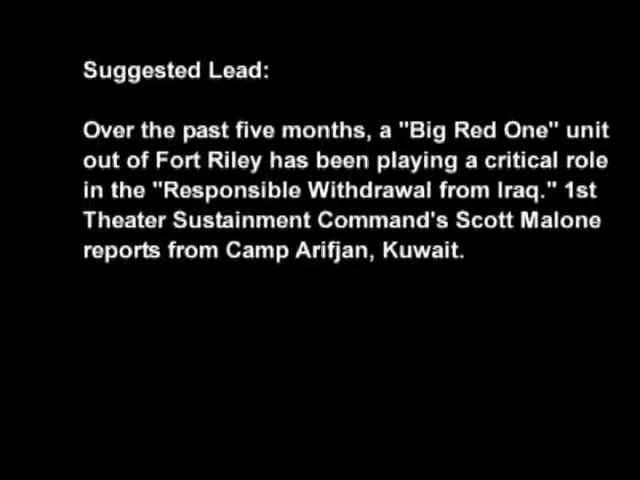 Suggested Lead:
Over the past five months, a "Big Red One" unit
out of Fort Riley has been playing a critical role
in the "Responsible Withdrawal from Iraq." 1st
Theater Sustainment Command's Scott Malone
reports from Camp Arifjan, Kuwait.